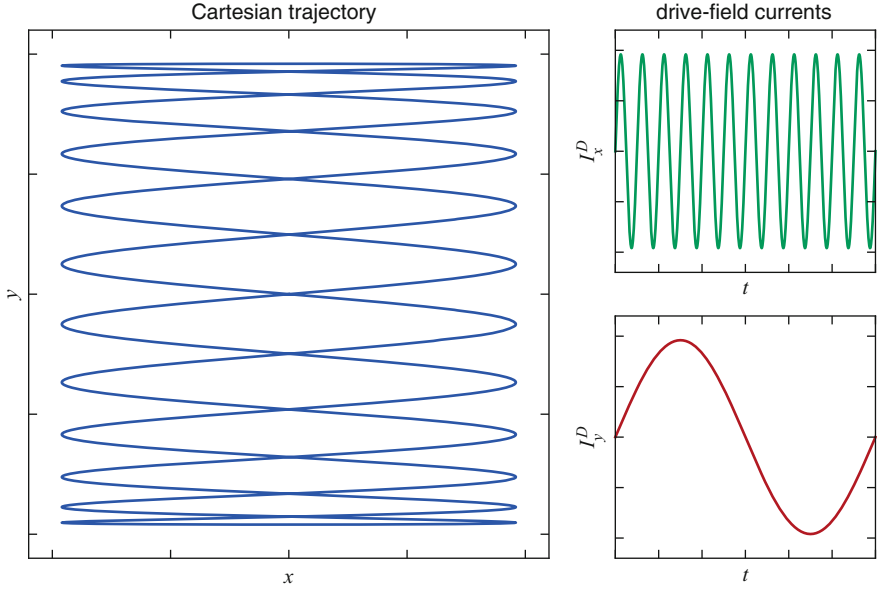 Cartesian trajectory
y
x
drive-field currents
I_x^D
t
I_y^D
t